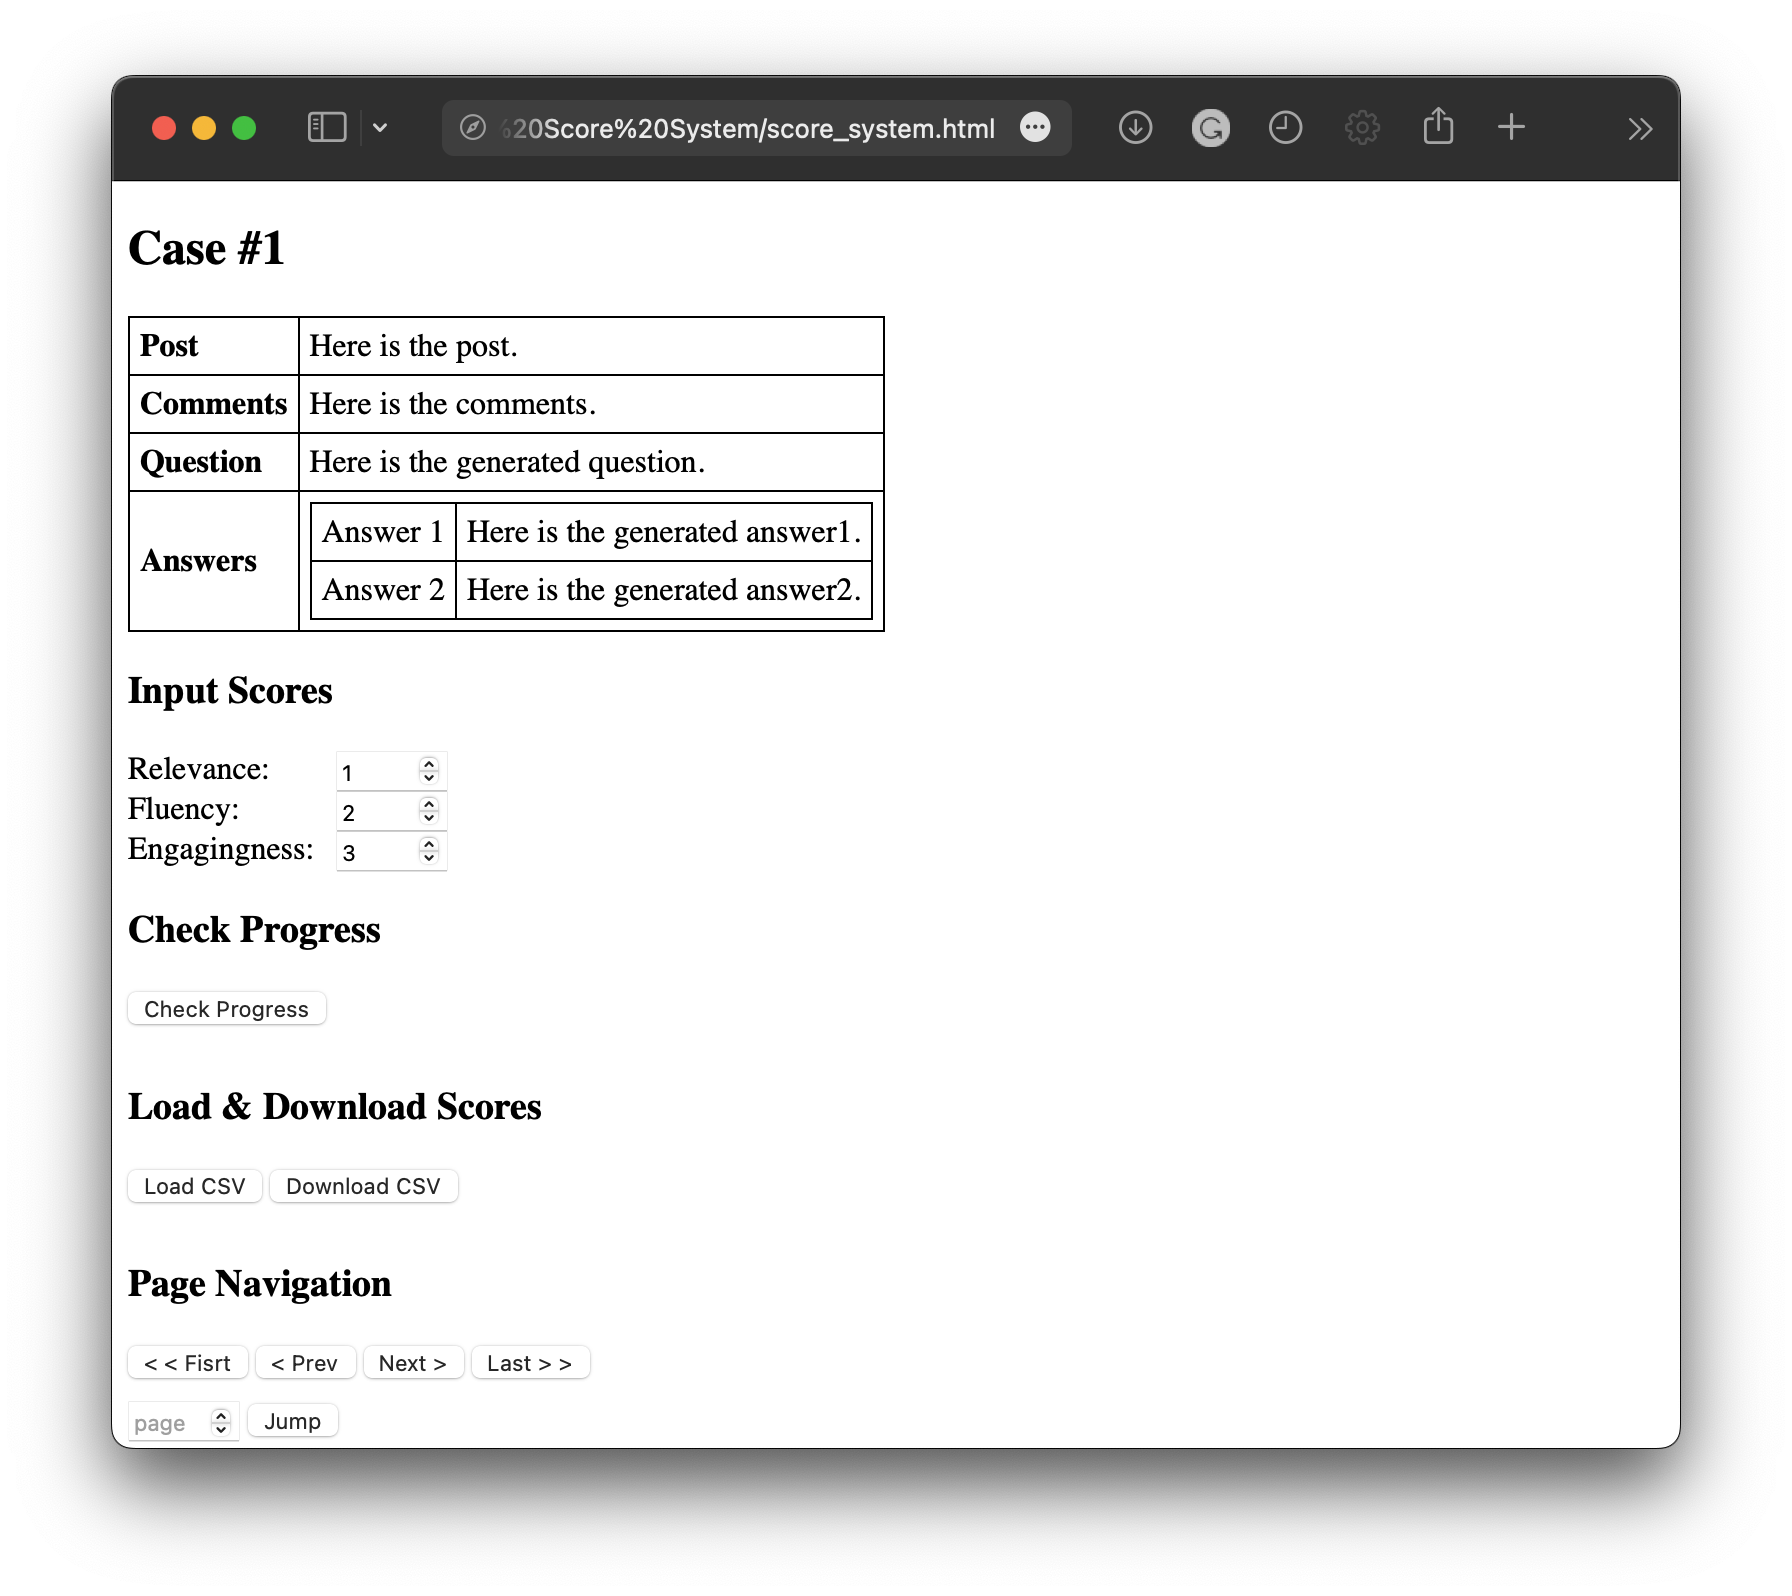 %20Score%20System/score_system.html
Case #1
Post Here is the post.
Comments Here is the comments.
Question Here is the generated question.
Answers
Answer 1 Here is the generated answer1.
Answer 2 Here is the generated answer2.
Input Scores
Relevance: 1
Fluency: 2
Engagingness: 3
Check Progress
Check Progress
Load & Download Scores
Load CSV Download CSV
Page Navigation
< < Fisrt < Prev Next > Last > >
page Jump